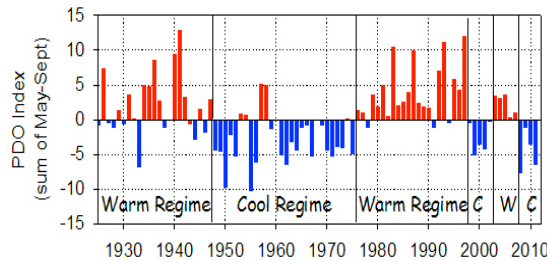 PDO Index
(sum of May-Sept)
15
10
5
0
-5
-10
-15
Warm Regime
Cool Regime
Warm Regime
C
W
C
1930 1940 1950 1960 1970 1980 1990 2000 2010